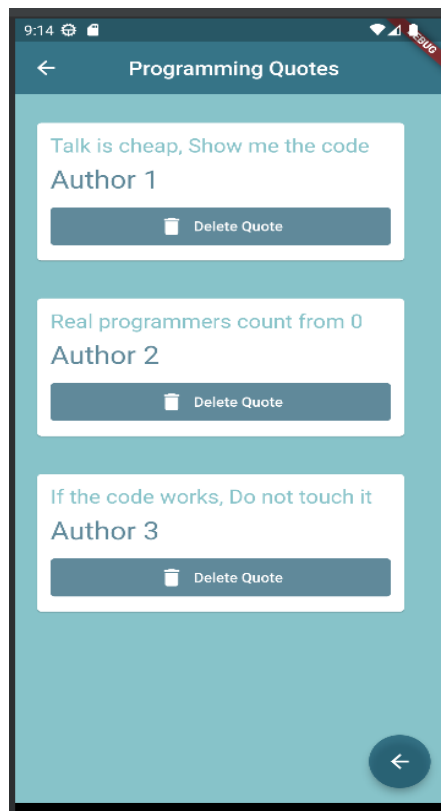 9:14
DEBUG
Programming Quotes
Talk is cheap, Show me the code
Author 1
Delete Quote
Real programmers count from 0
Author 2
Delete Quote
If the code works, Do not touch it
Author 3
Delete Quote